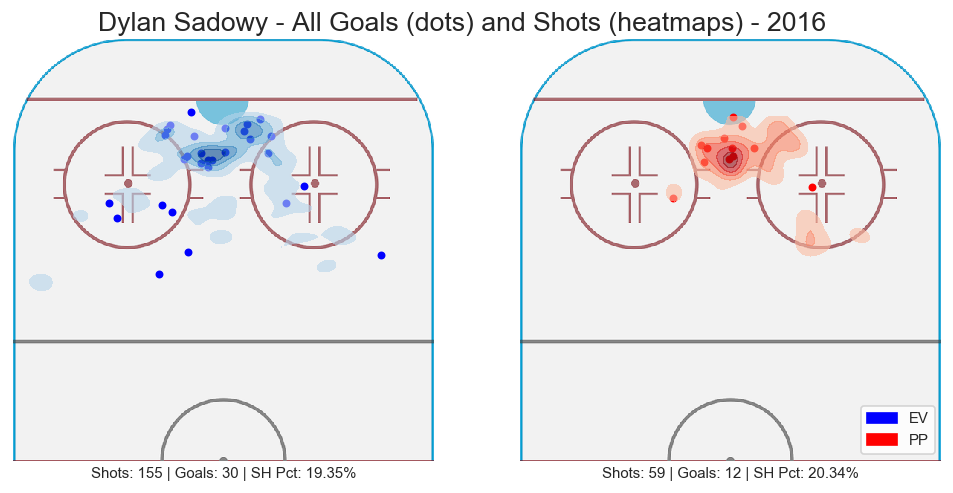 Dylan Sadowy - All Goals (dots) and Shots (heatmaps) - 2016
EV
PP
Shots: 155 | Goals: 30 | SH Pct: 19.35%
Shots: 59 | Goals: 12 | SH Pct: 20.34%